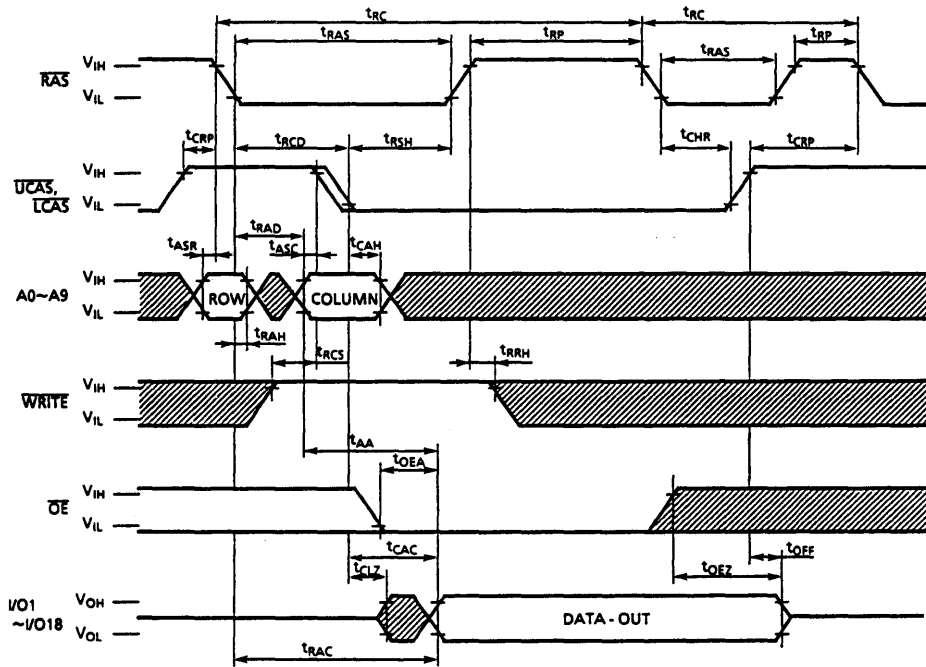 tRC tRC
tRAS tRP tRAS tRP
RAS VIH
VIL
tCRP tRCD tRSH tCHR tCRP
UCAS, VIH
LCAS VIL
tRAD
tASR tASC tCAH
A0~A9 VIH
ROW COLUMN
VIL
tRAH
tRCS tRRH
WRITE VIH
VIL
tAA
tOEA
OE VIH
VIL
tCAC tOFF
tCLZ tOEZ
I/O1 VOH
~I/O18 DATA - OUT
VOL
tRAC